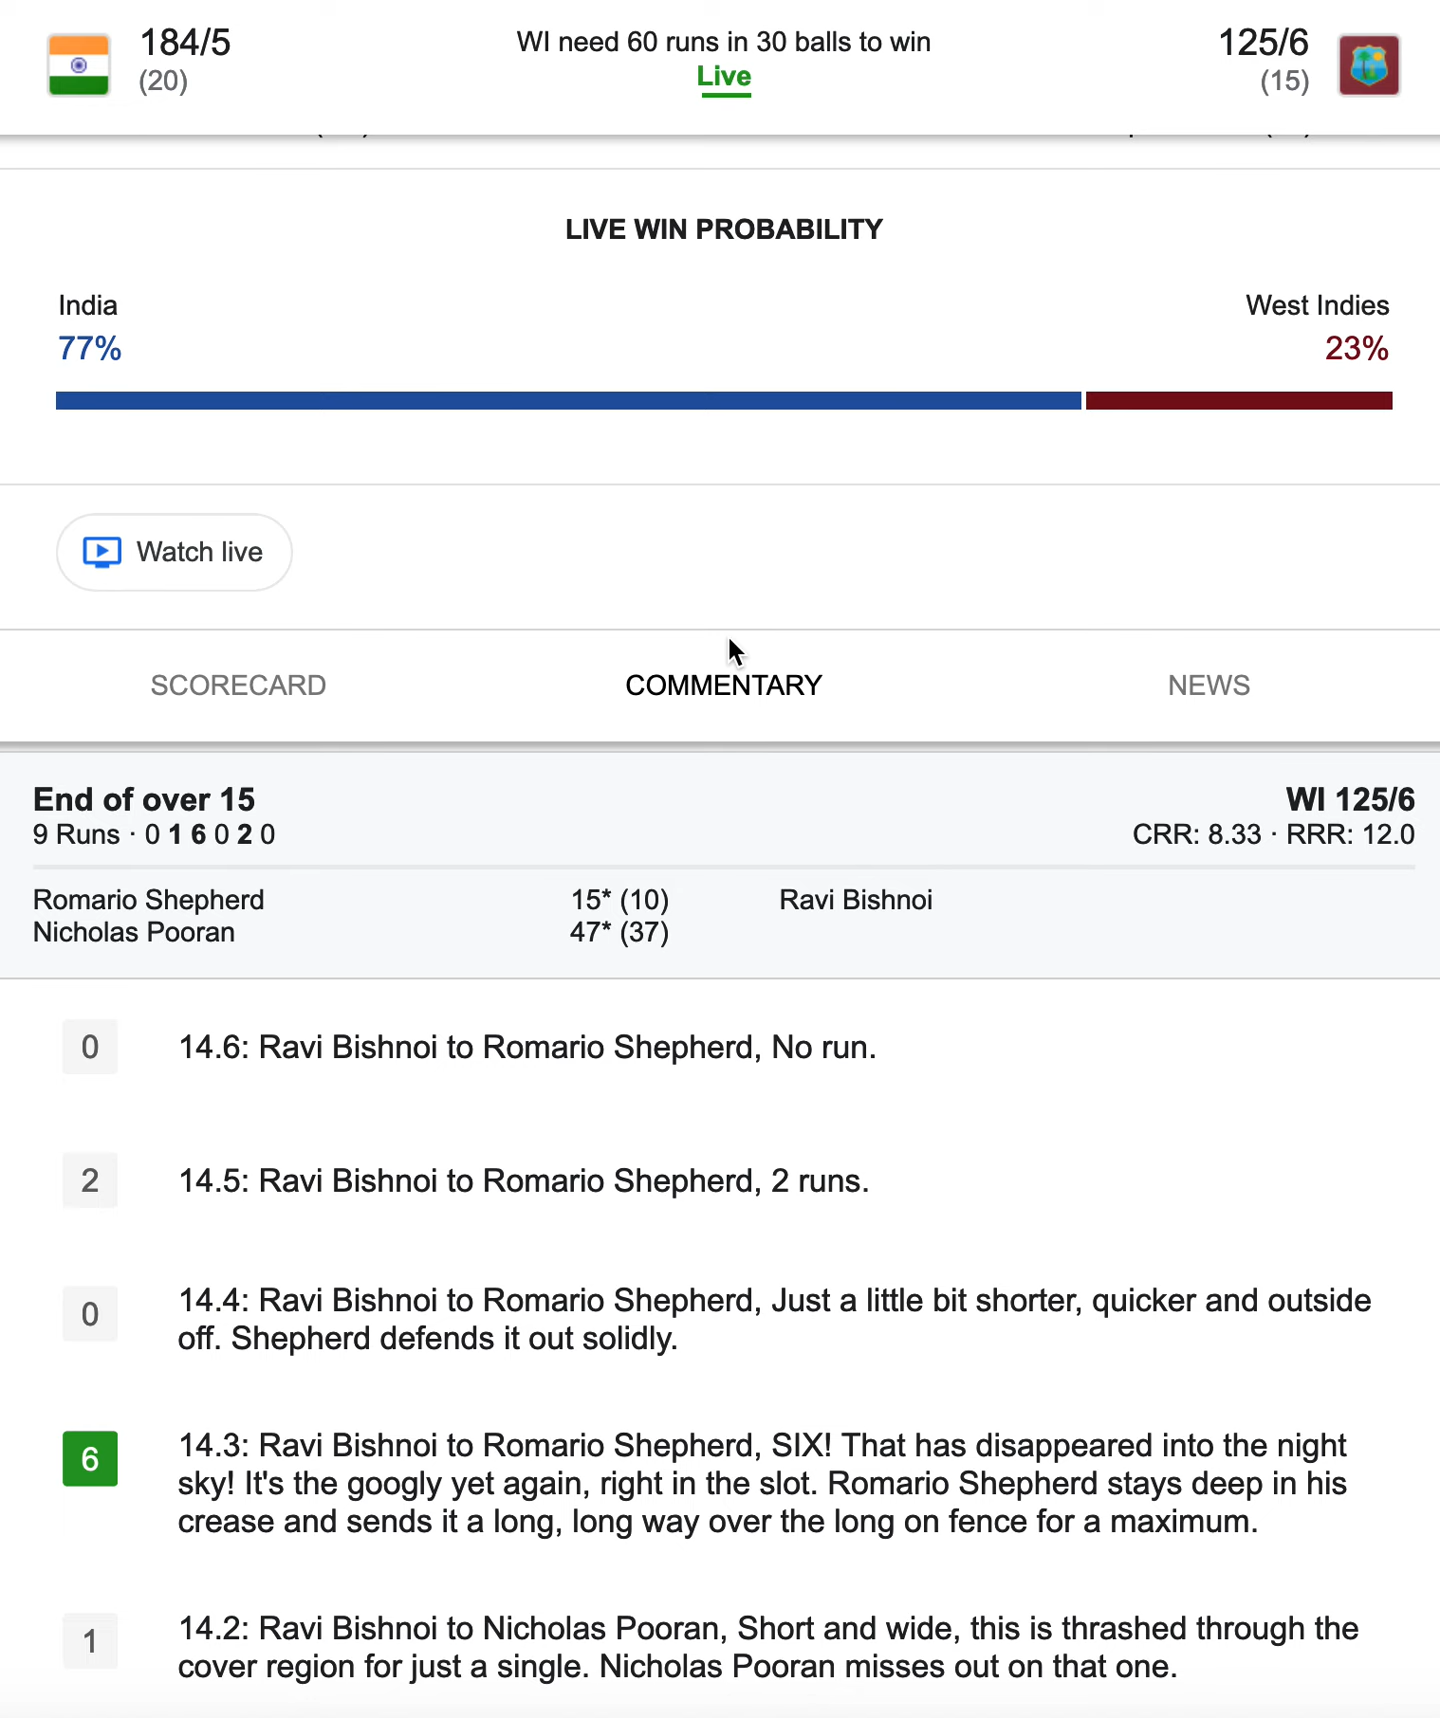 184/5
(20)
WI need 60 runs in 30 balls to win
Live
125/6
(15)
LIVE WIN PROBABILITY
India
West Indies
77%
23%
Watch live
SCORECARD
COMMENTARY
NEWS
End of over 15
WI 125/6
9 Runs · 0 1 6 0 2 0
CRR: 8.33 · RRR: 12.0
Romario Shepherd 15* (10) Ravi Bishnoi
Nicholas Pooran 47* (37)
0
14.6: Ravi Bishnoi to Romario Shepherd, No run.
2
14.5: Ravi Bishnoi to Romario Shepherd, 2 runs.
0
14.4: Ravi Bishnoi to Romario Shepherd, Just a little bit shorter, quicker and outside
off. Shepherd defends it out solidly.
6
14.3: Ravi Bishnoi to Romario Shepherd, SIX! That has disappeared into the night
sky! It's the googly yet again, right in the slot. Romario Shepherd stays deep in his
crease and sends it a long, long way over the long on fence for a maximum.
1
14.2: Ravi Bishnoi to Nicholas Pooran, Short and wide, this is thrashed through the
cover region for just a single. Nicholas Pooran misses out on that one.